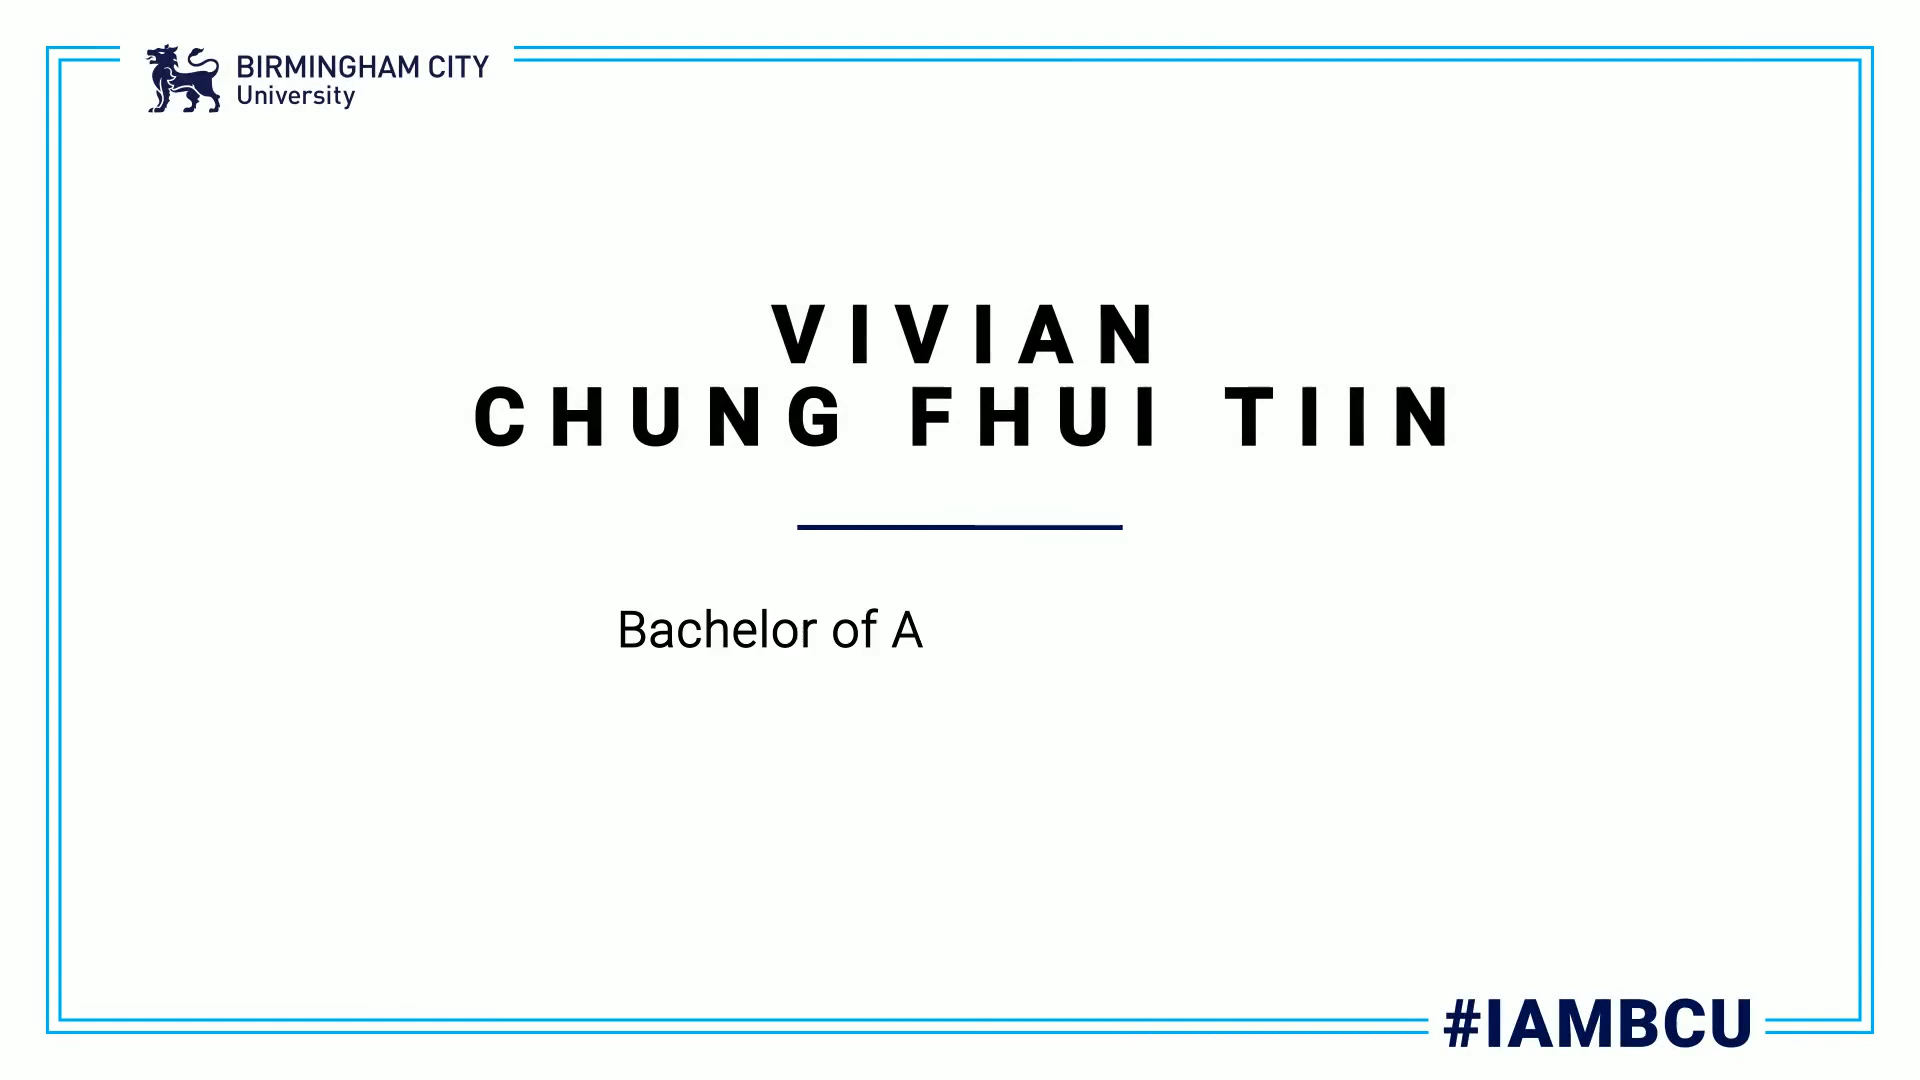 BIRMINGHAM CITY
University
VIVIAN
CHUNG FHUI TIIN
Bachelor of A
#IAMBCU